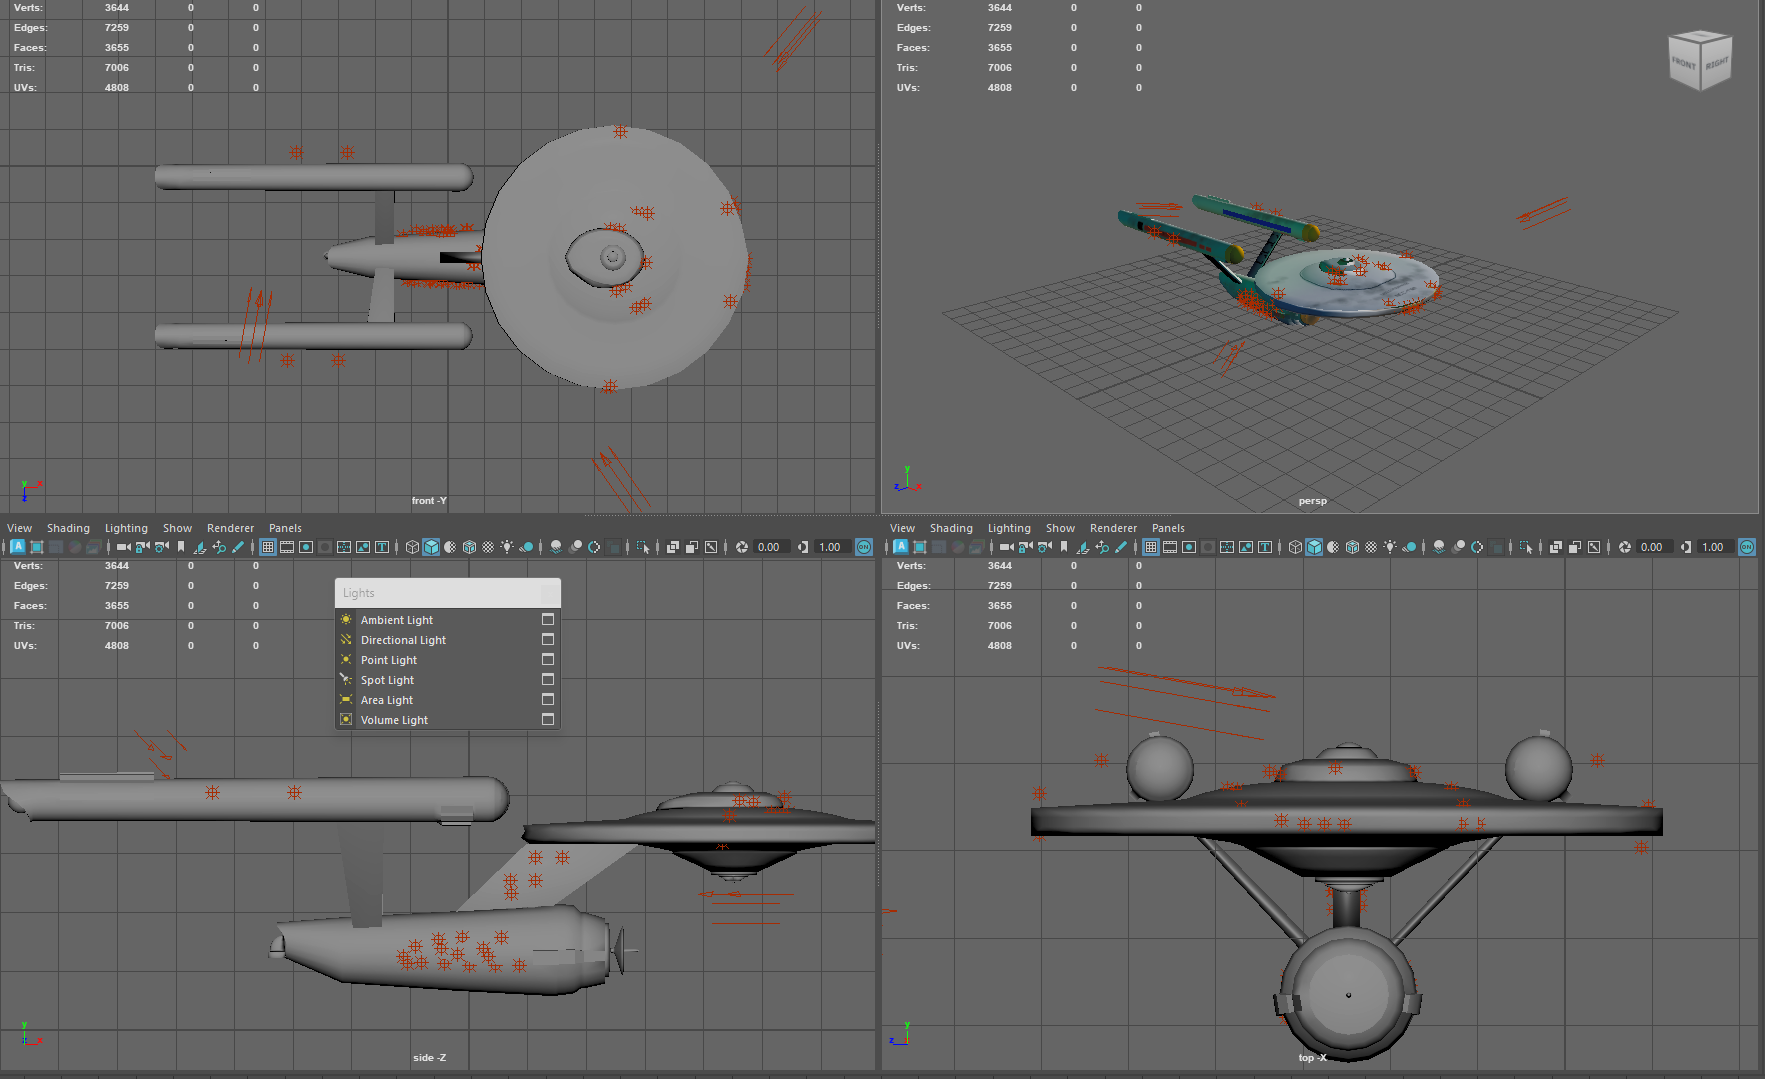 Verts: 3644 0 0
Edges: 7259 0 0
Faces: 3655 0 0
Tris: 7006 0 0
UVs: 4808 0 0
y
x
z
front -Y
Verts: 3644 0 0
Edges: 7259 0 0
Faces: 3655 0 0
Tris: 7006 0 0
UVs: 4808 0 0
FRONT RIGHT
y
z x
persp
View Shading Lighting Show Renderer Panels
A T 0.00 1.00 ON
Verts: 3644 0 0
Edges: 7259 0 0
Faces: 3655 0 0
Tris: 7006 0 0
UVs: 4808 0 0
Lights
Ambient Light
Directional Light
Point Light
Spot Light
Area Light
Volume Light
y
x
side -Z
View Shading Lighting Show Renderer Panels
A T 0.00 1.00 ON
Verts: 3644 0 0
Edges: 7259 0 0
Faces: 3655 0 0
Tris: 7006 0 0
UVs: 4808 0 0
y
z
top -X